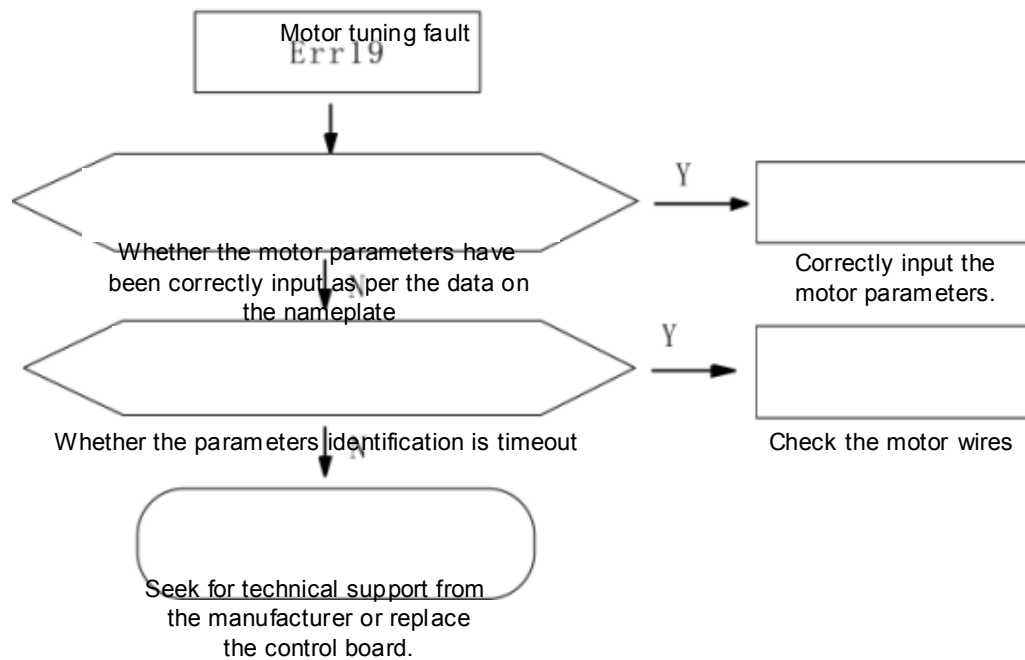 Motor tuning fault
Err19
Y
Whether the motor parameters have
been correctly input as per the data on
the nameplate
N
Correctly input the
motor parameters.
Y
Whether the parameters identification is timeout
N
Check the motor wires
Seek for technical support from
the manufacturer or replace
the control board.